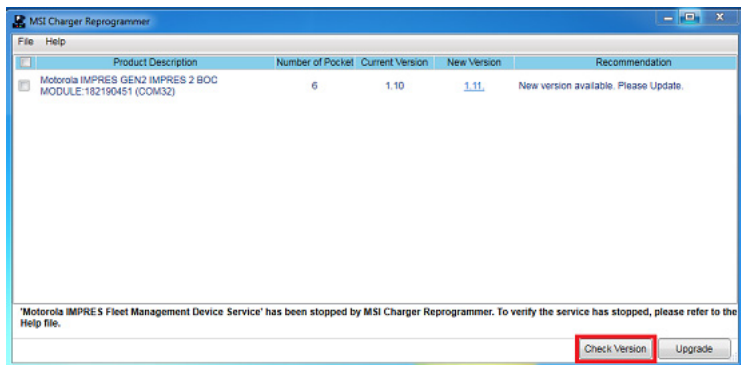 MSI Charger Reprogrammer
File Help
Product Description Number of Pocket Current Version New Version Recommendation
Motorola IMPRES GEN2 IMPRES 2 BOC
MODULE:182190451 (COM32) 6 1.10 1.11. New version available. Please Update.
'Motorola IMPRES Fleet Management Device Service' has been stopped by MSI Charger Reprogrammer. To verify the service has stopped, please refer to the
Help file.
Check Version Upgrade